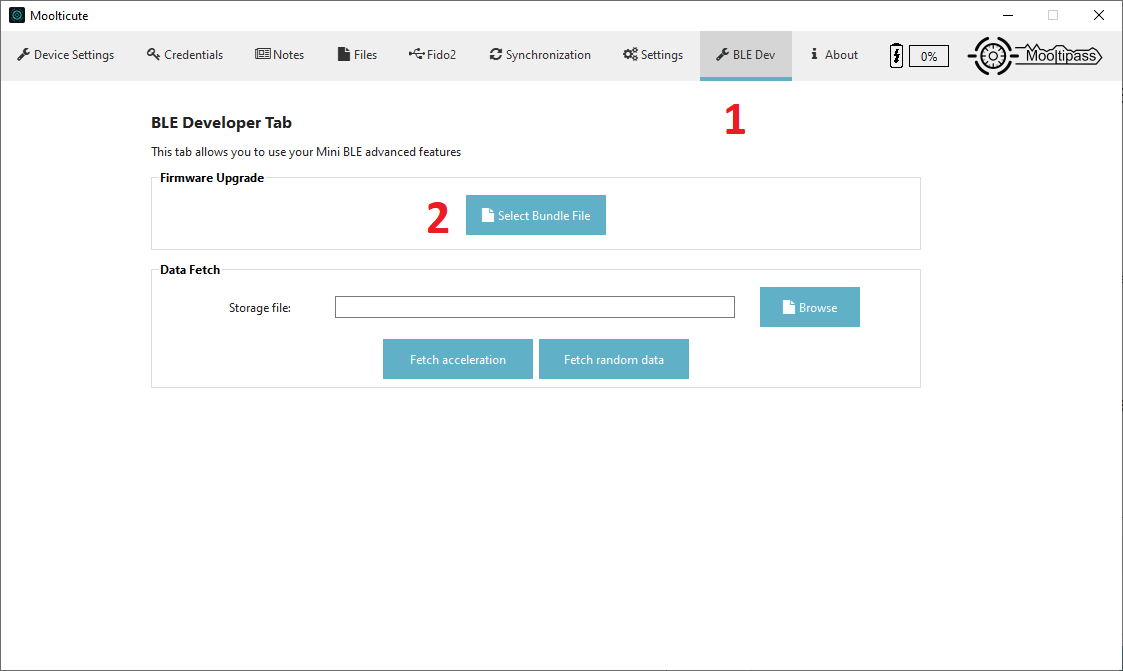 Moolticute
Device Settings Credentials Notes Files Fido2 Synchronization Settings BLE Dev About 0% Mooltipass
1
BLE Developer Tab
This tab allows you to use your Mini BLE advanced features
Firmware Upgrade
2 Select Bundle File
Data Fetch
Storage file: Browse
Fetch acceleration Fetch random data